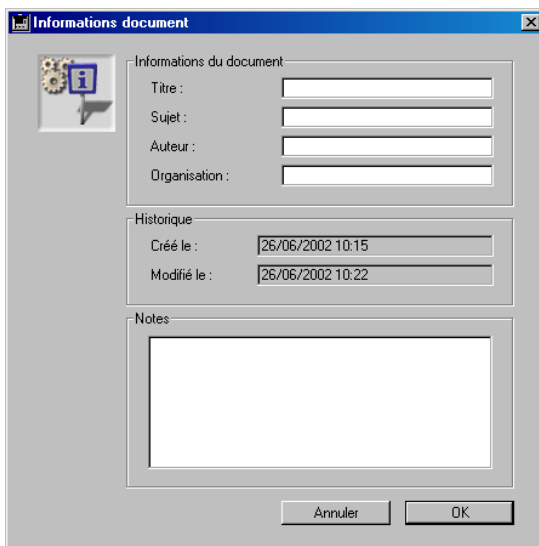 Informations document
Informations du document
Titre :
Sujet :
Auteur :
Organisation :
Historique
Créé le : 26/06/2002 10:15
Modifié le : 26/06/2002 10:22
Notes
Annuler OK